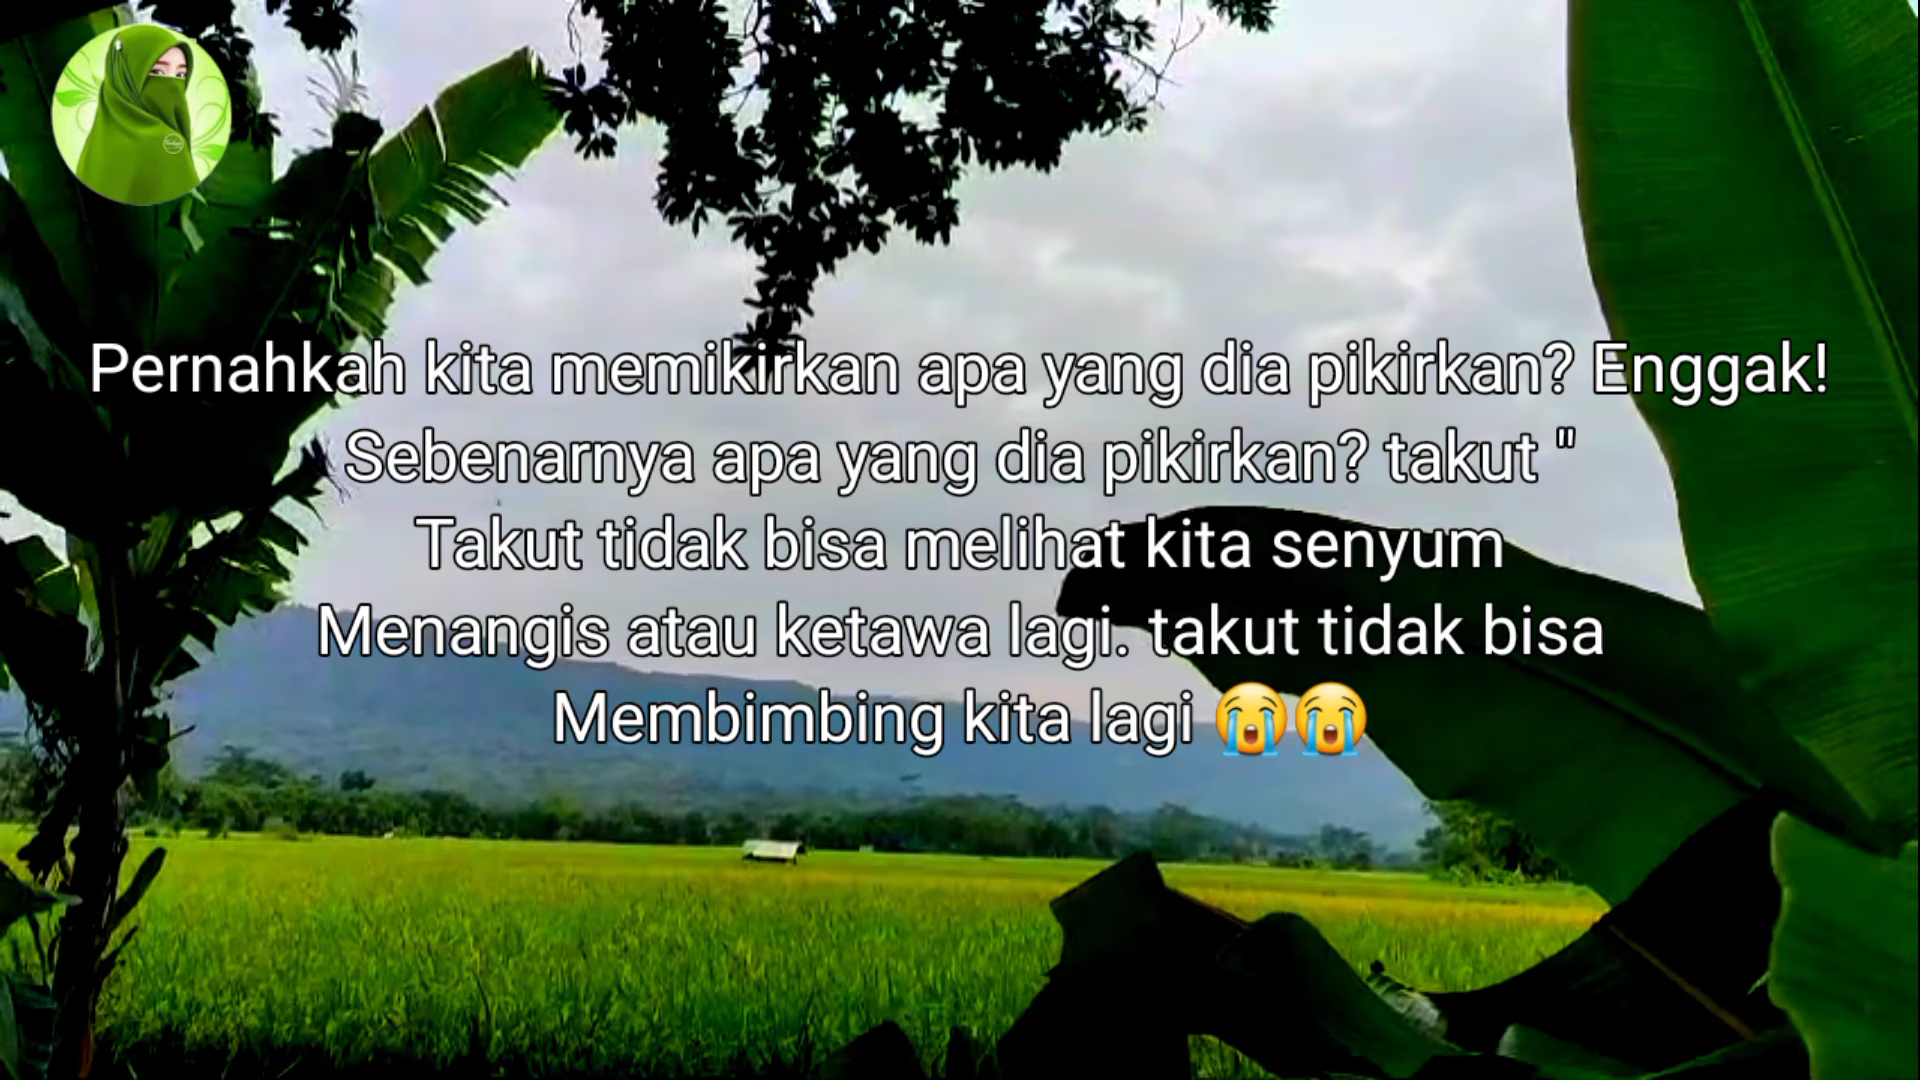 Pernahkah kita memikirkan apa yang dia pikirkan? Enggak!
Sebenarnya apa yang dia pikirkan? takut "
Takut tidak bisa melihat kita senyum
Menangis atau ketawa lagi. takut tidak bisa
Membimbing kita lagi 😭😭